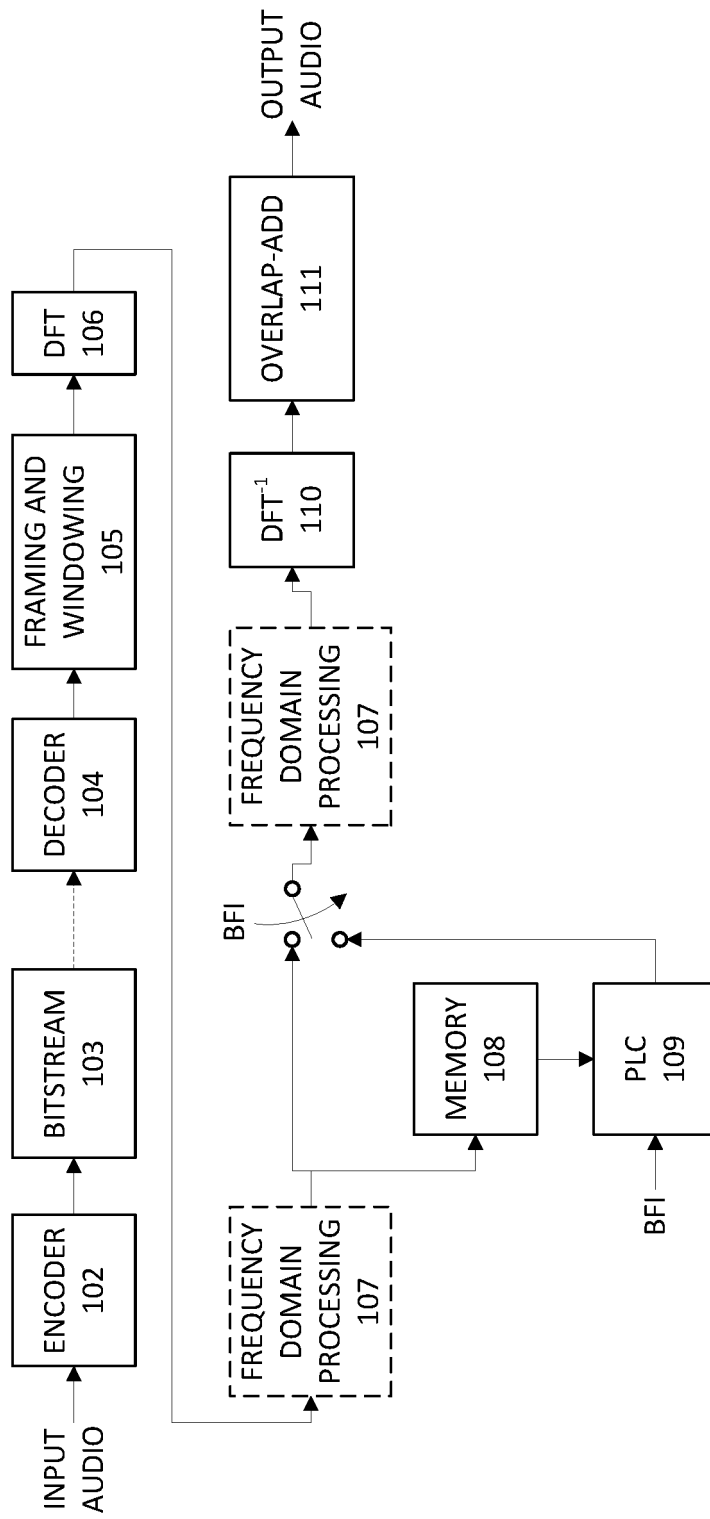 INPUT
AUDIO
ENCODER
102
BITSTREAM
103
DECODER
104
FRAMING AND
WINDOWING
105
DFT
106
FREQUENCY
DOMAIN
PROCESSING
107
MEMORY
108
BFI
PLC
109
BFI
FREQUENCY
DOMAIN
PROCESSING
107
DFT⁻¹
110
OVERLAP-ADD
111
OUTPUT
AUDIO